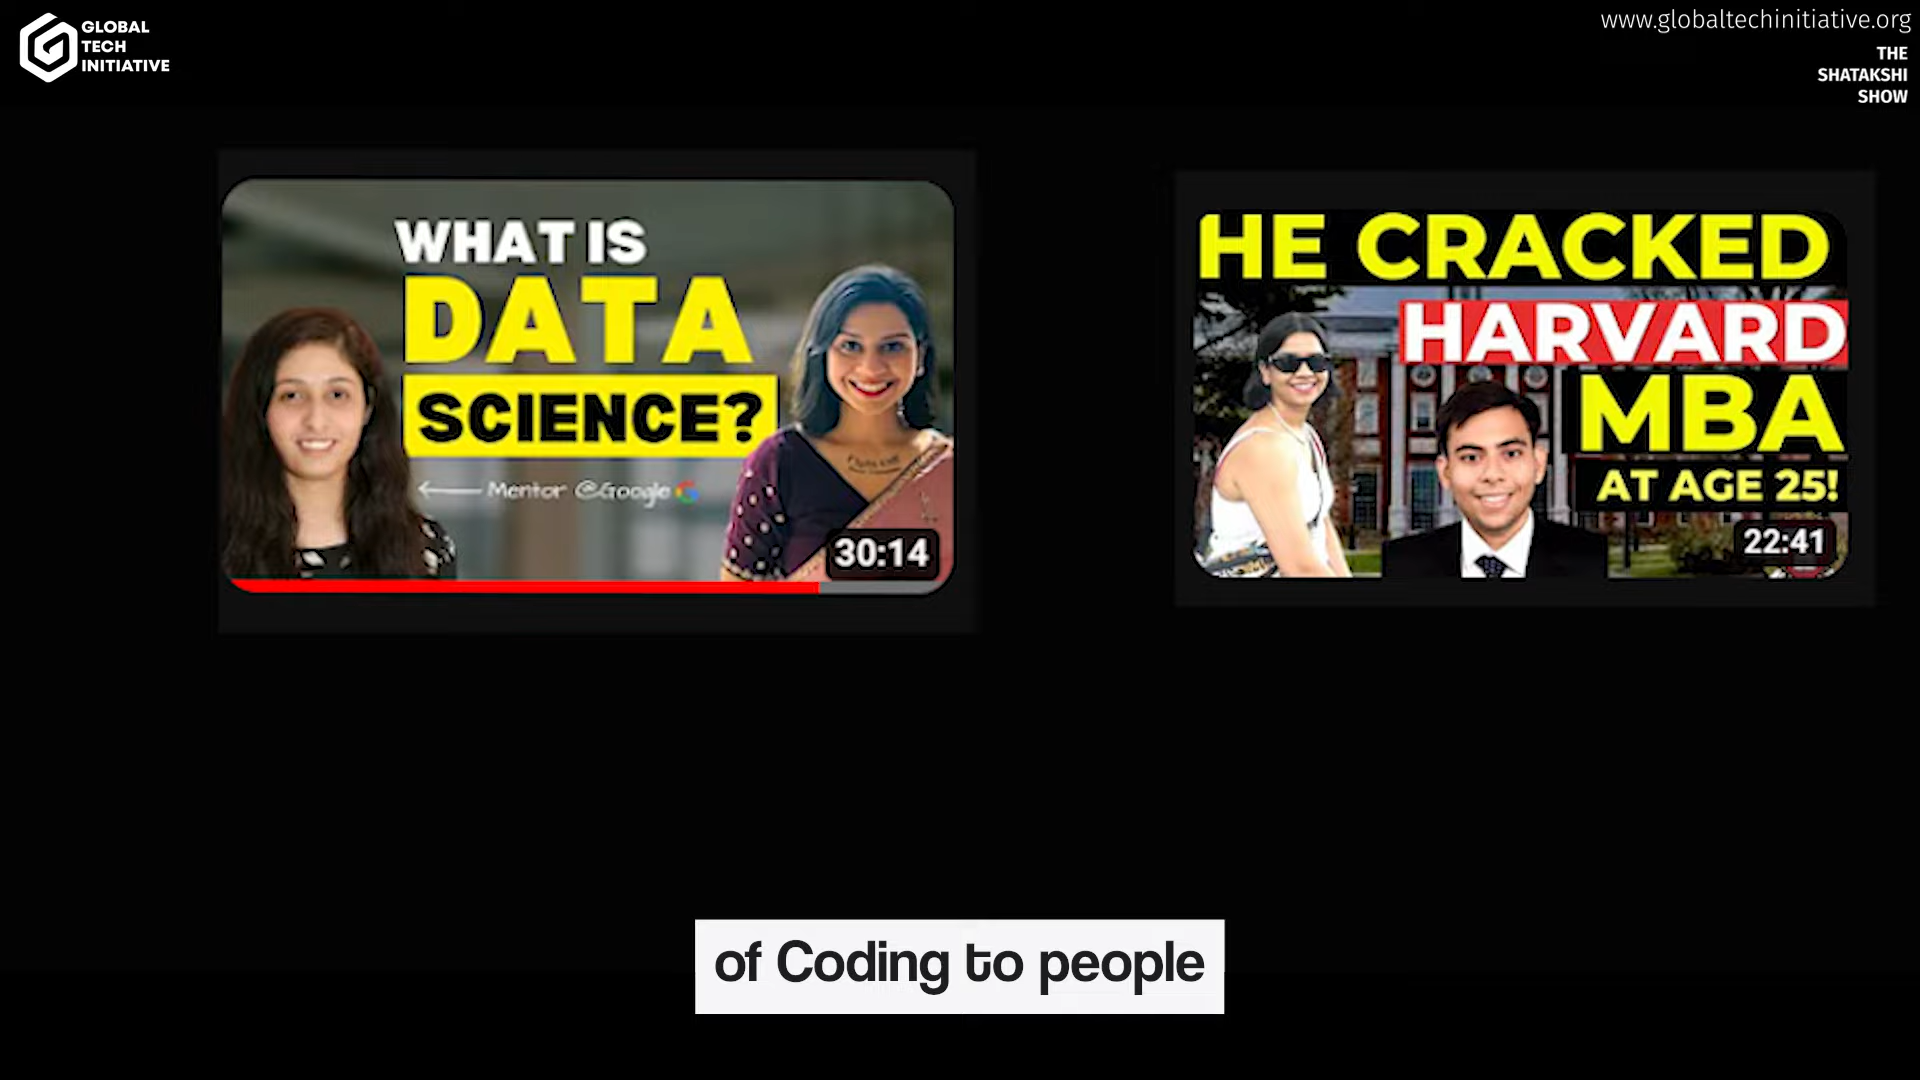 GLOBAL
TECH
INITIATIVE
www.globaltechinitiative.org
THE
SHATAKSHI
SHOW
WHAT IS
DATA
SCIENCE?
Mentor @Google
30:14
HE CRACKED
HARVARD
MBA
AT AGE 25!
22:41
of Coding to people